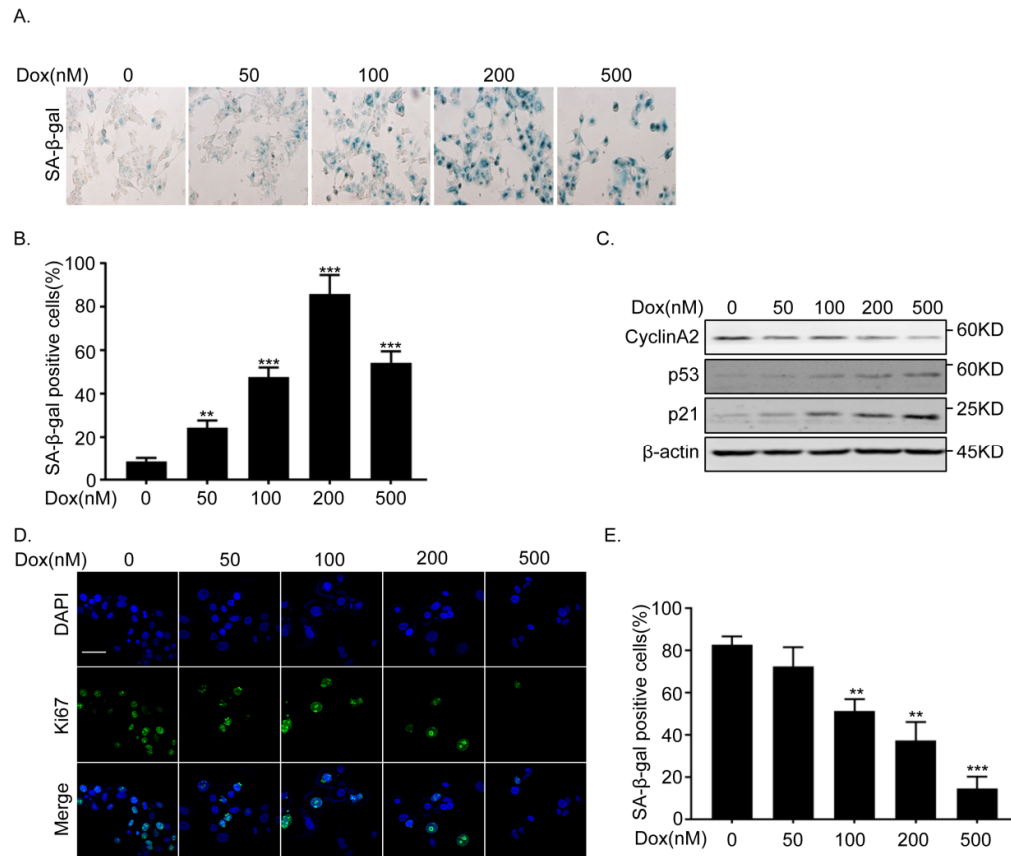 A.
Dox(nM) 0 50 100 200 500
SA-β-gal
B.
SA-β-gal positive cells(%)
100
80
60
40
20
0
** *** *** ***
Dox(nM) 0 50 100 200 500
C.
Dox(nM) 0 50 100 200 500
CyclinA2 60KD
p53 60KD
p21 25KD
β-actin 45KD
D.
Dox(nM) 0 50 100 200 500
DAPI
Ki67
Merge
E.
SA-β-gal positive cells(%)
100
80
60
40
20
0
** ** ***
Dox(nM) 0 50 100 200 500